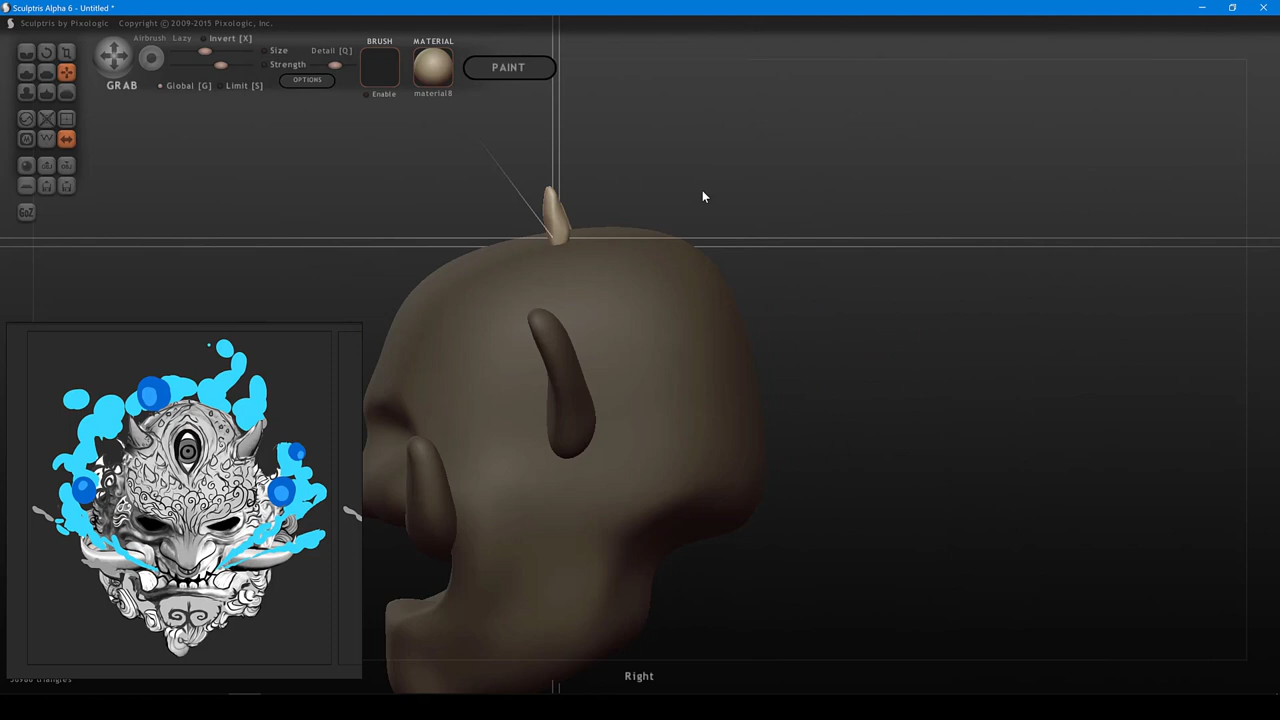 Sculptris Alpha 6 - Untitled *
Sculptris by Pixologic Copyright © 2009-2015 Pixologic, Inc.
Airbrush Lazy Invert [X]
Size Detail [Q]
Strength
OPTIONS
GRAB Global [G] Limit [S]
BRUSH
Enable
MATERIAL
material8
PAINT
GoZ
triangles
Right